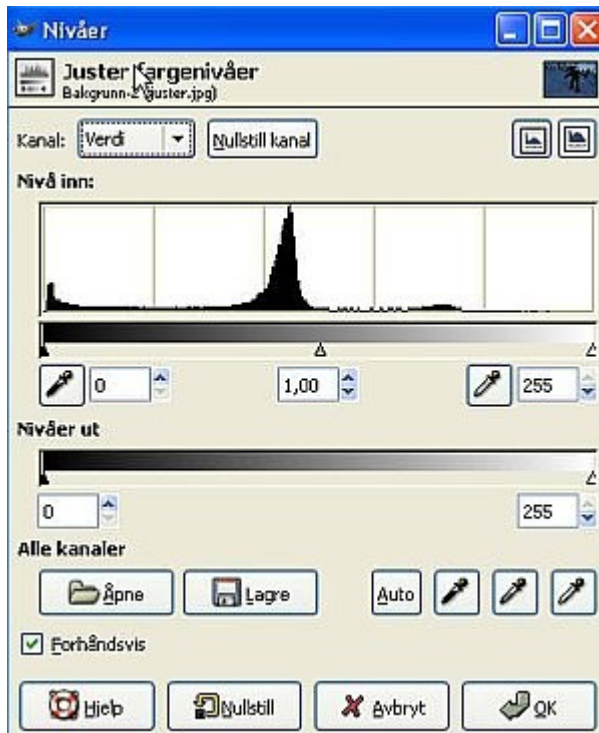 Nivåer
Juster fargenivåer
Bakgrunn-2 (juster.jpg)
Kanal: Verdi Nullstill kanal
Nivå inn:
0 1,00 255
Nivåer ut
0 255
Alle kanaler
Åpne Lagre Auto
Forhåndsvis
Hjelp Nullstill Avbryt OK